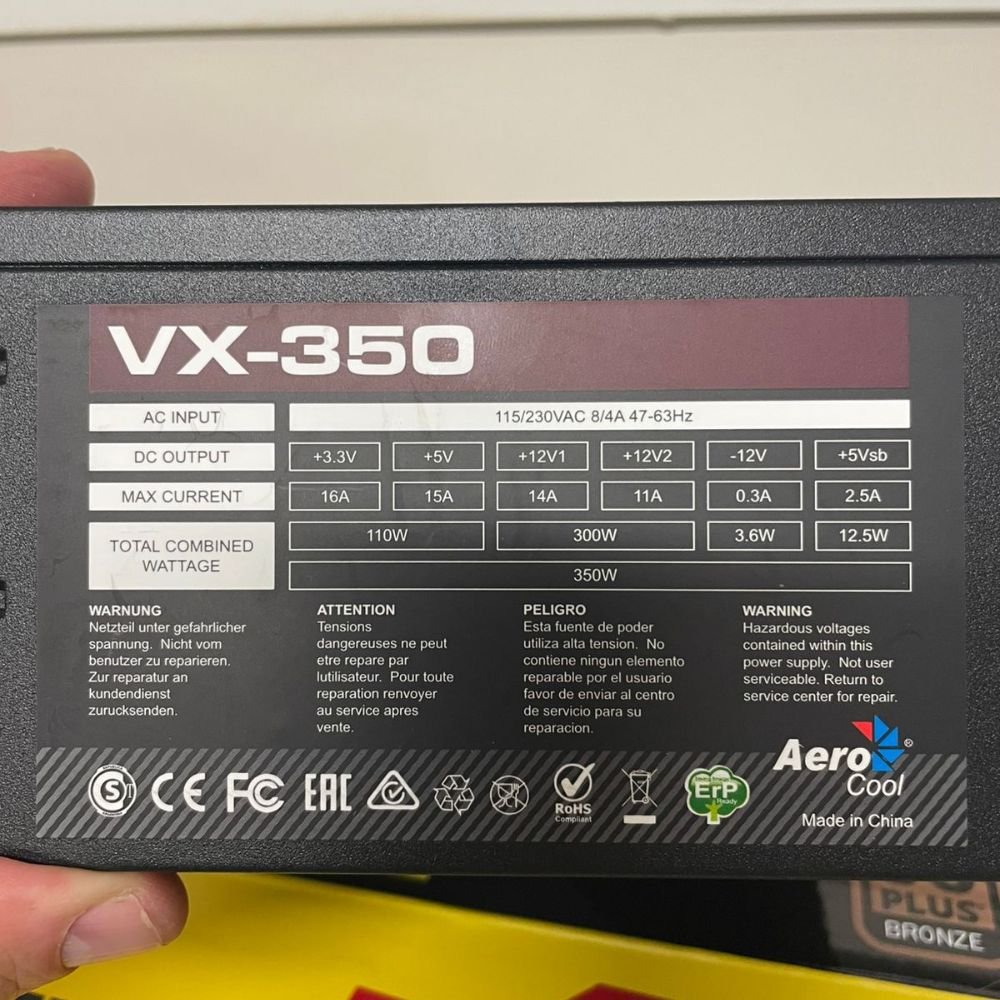 VX-350
AC INPUT 115/230VAC 8/4A 47-63Hz
DC OUTPUT +3.3V +5V +12V1 +12V2 -12V +5Vsb
MAX CURRENT 16A 15A 14A 11A 0.3A 2.5A
TOTAL COMBINED
WATTAGE
110W 300W 3.6W 12.5W
350W
WARNUNG
Netzteil unter gefahrlicher
spannung. Nicht vom
benutzer zu reparieren.
Zur reparatur an
kundendienst
zurucksenden.
ATTENTION
Tensions
dangereuses ne peut
etre repare par
lutilisateur. Pour toute
reparation renvoyer
au service apres
vente.
PELIGRO
Esta fuente de poder
utiliza alta tension. No
contiene ningun elemento
reparable por el usuario
favor de enviar al centro
de servicio para su
reparacion.
WARNING
Hazardous voltages
contained within this
power supply. Not user
serviceable. Return to
service center for repair.
S
CE FC EAC
RoHS
Compliant
ErP
Ready
Aero®
Cool
Made in China
PLUS
BRONZE